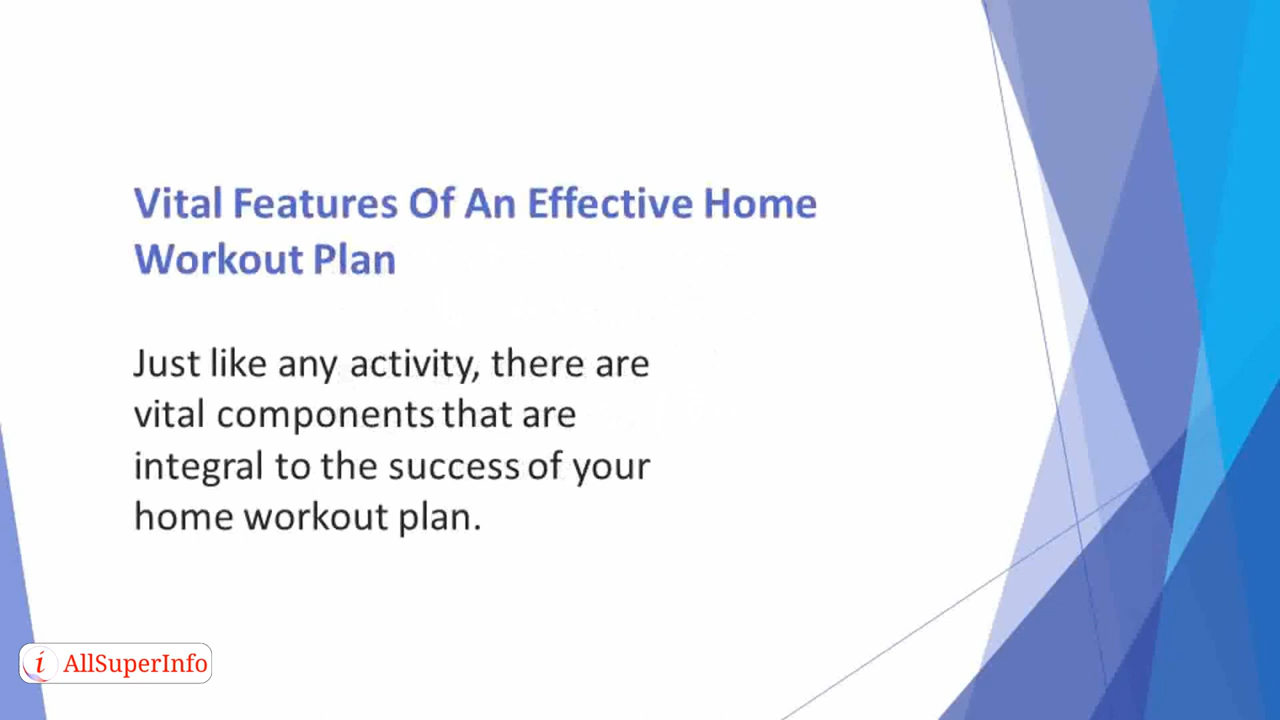 Vital Features Of An Effective Home
Workout Plan
Just like any activity, there are
vital components that are
integral to the success of your
home workout plan.
i AllSuperInfo